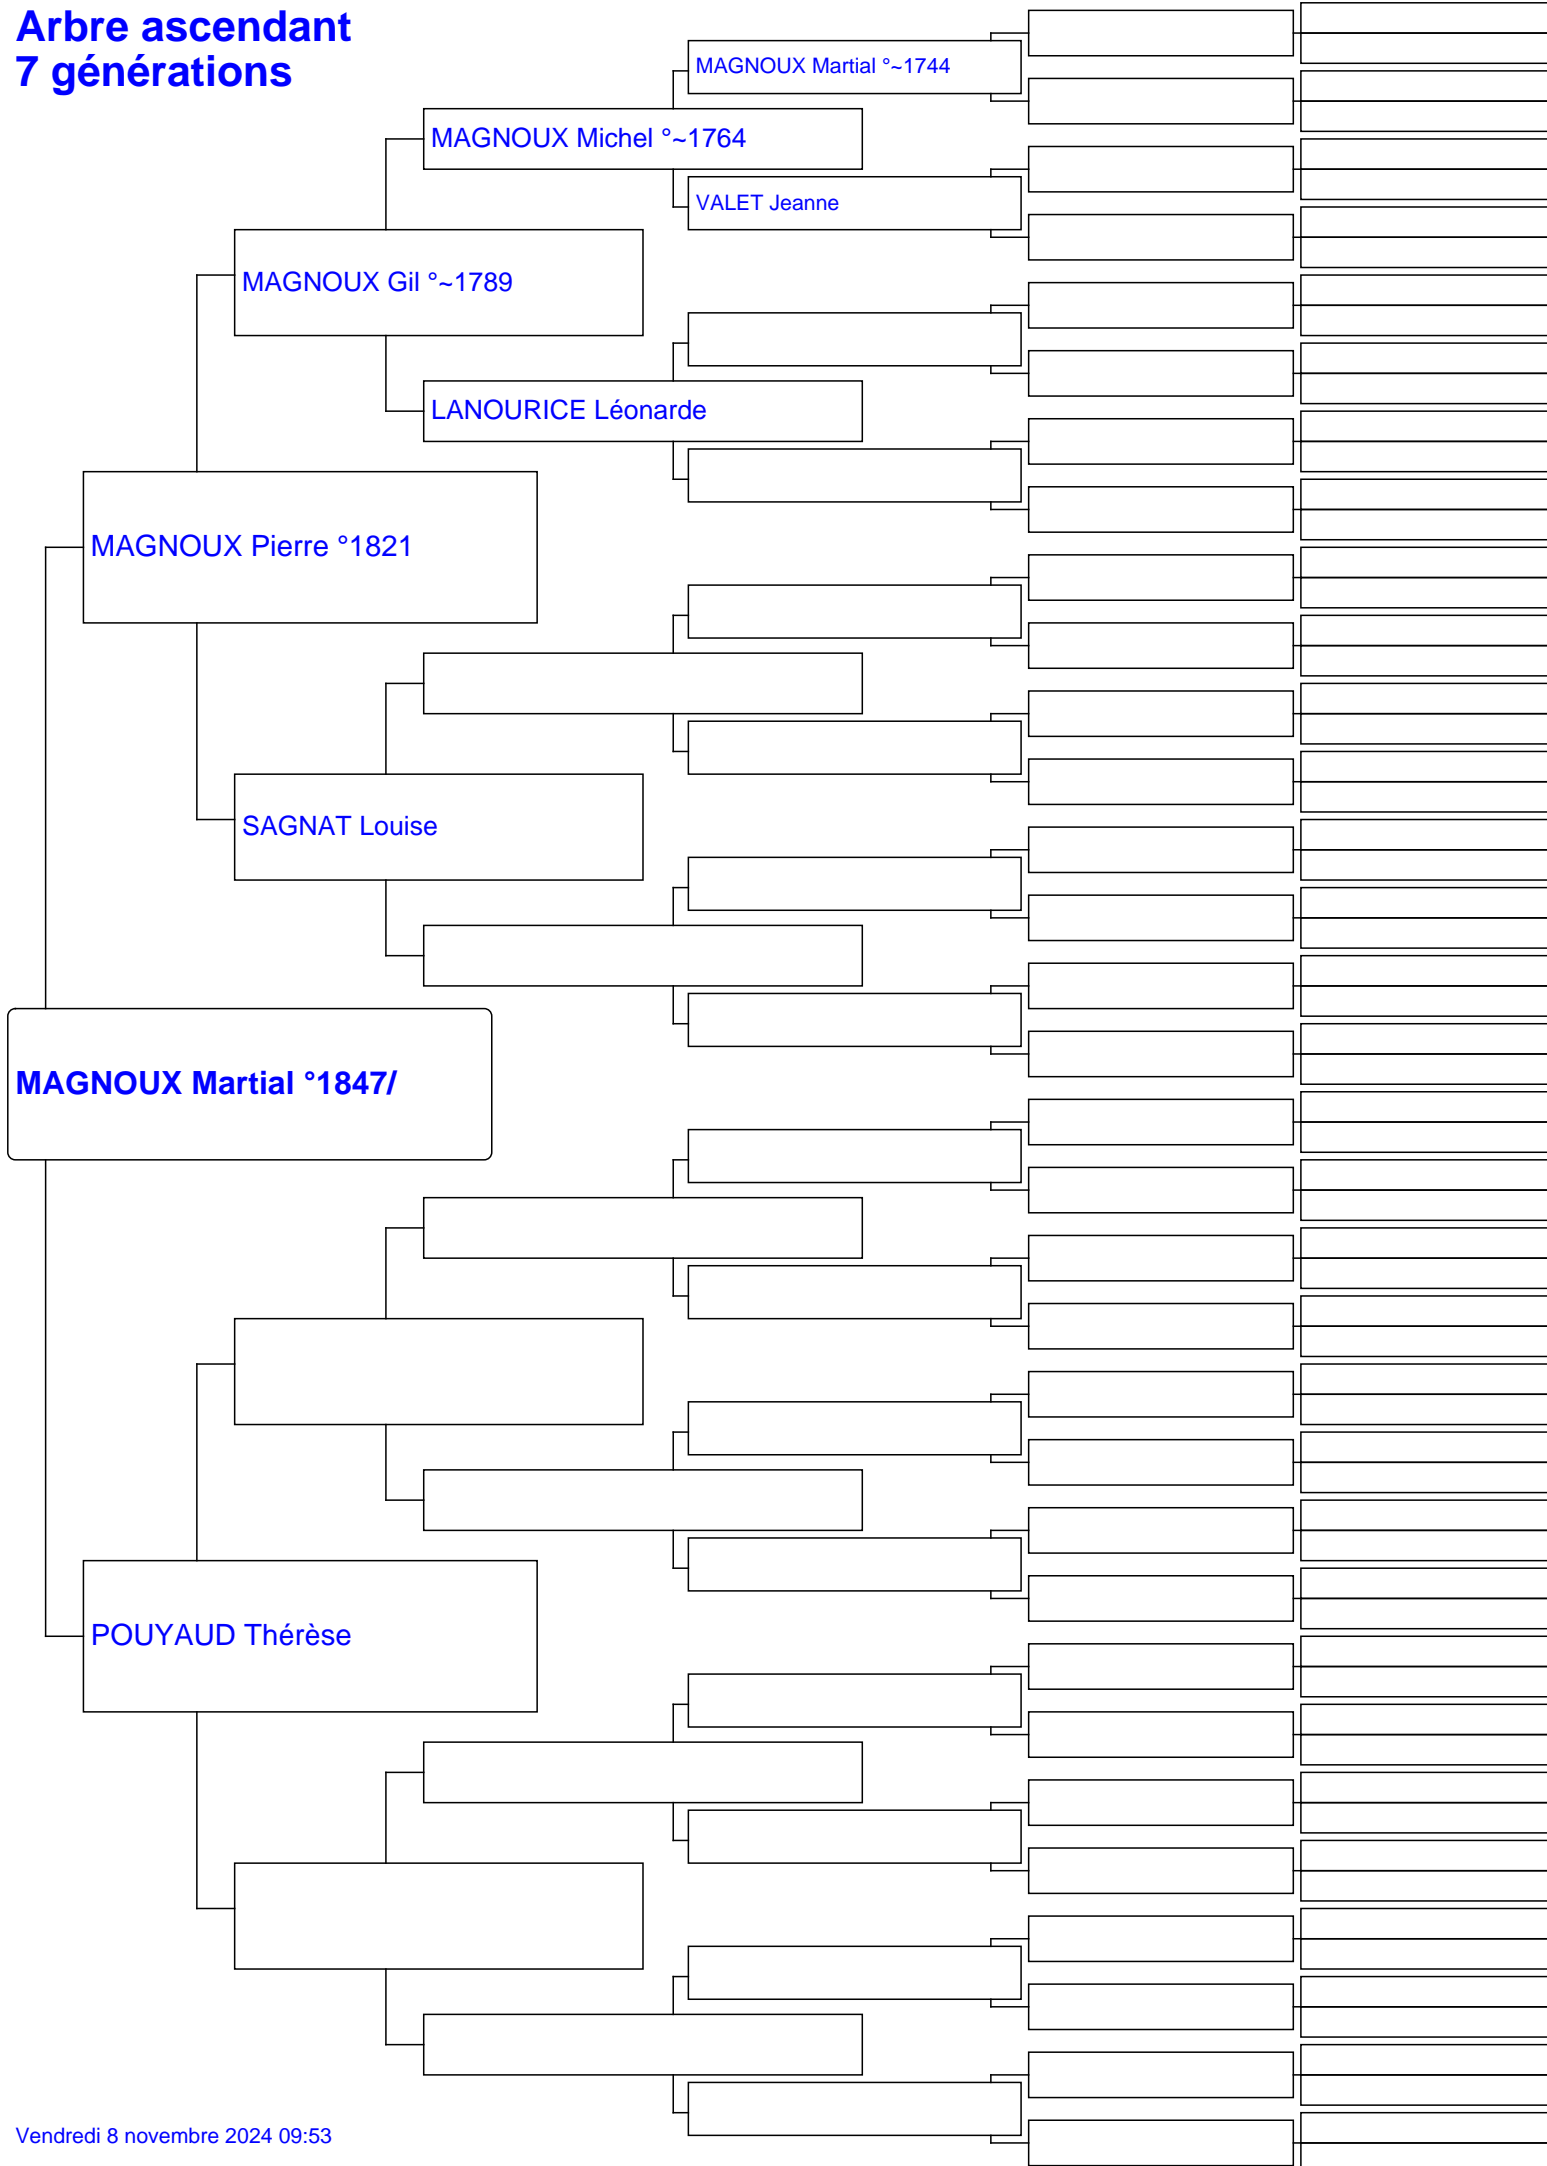 Arbre ascendant
7 générations
MAGNOUX Martial °~1744
MAGNOUX Michel °~1764
VALET Jeanne
MAGNOUX Gil °~1789
LANOURICE Léonarde
MAGNOUX Pierre °1821
SAGNAT Louise
MAGNOUX Martial °1847/
POUYAUD Thérèse
Vendredi 8 novembre 2024 09:53